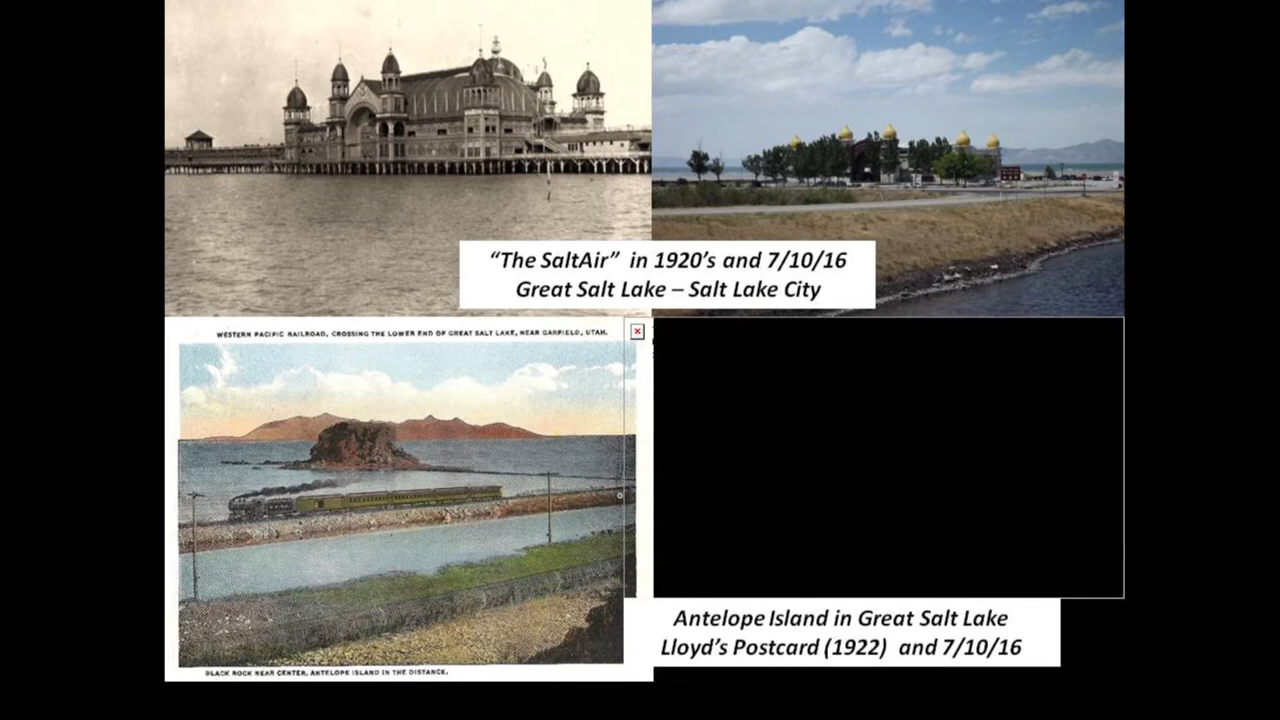 “The SaltAir” in 1920’s and 7/10/16
Great Salt Lake – Salt Lake City
WESTERN PACIFIC RAILROAD, CROSSING THE LOWER END OF GREAT SALT LAKE, NEAR GARFIELD, UTAH.
BLACK ROCK NEAR CENTER, ANTELOPE ISLAND IN THE DISTANCE.
Antelope Island in Great Salt Lake
Lloyd’s Postcard (1922) and 7/10/16